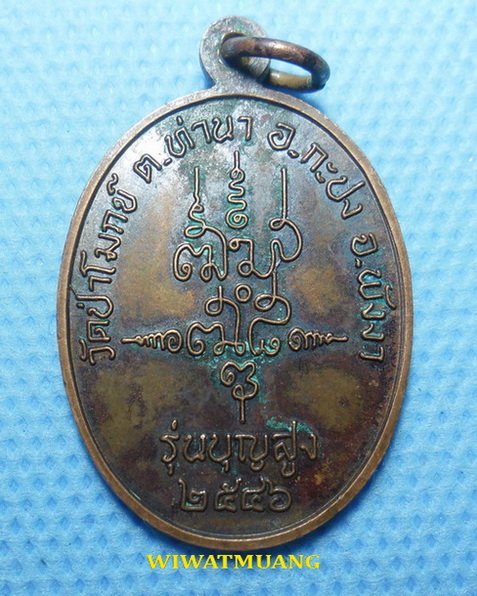 วัดป่าโมกย์ ต.ท่านา อ.กะปง จ.พังงา
รุ่นบุญสูง
๒๕๔๖
WIWATMUANG